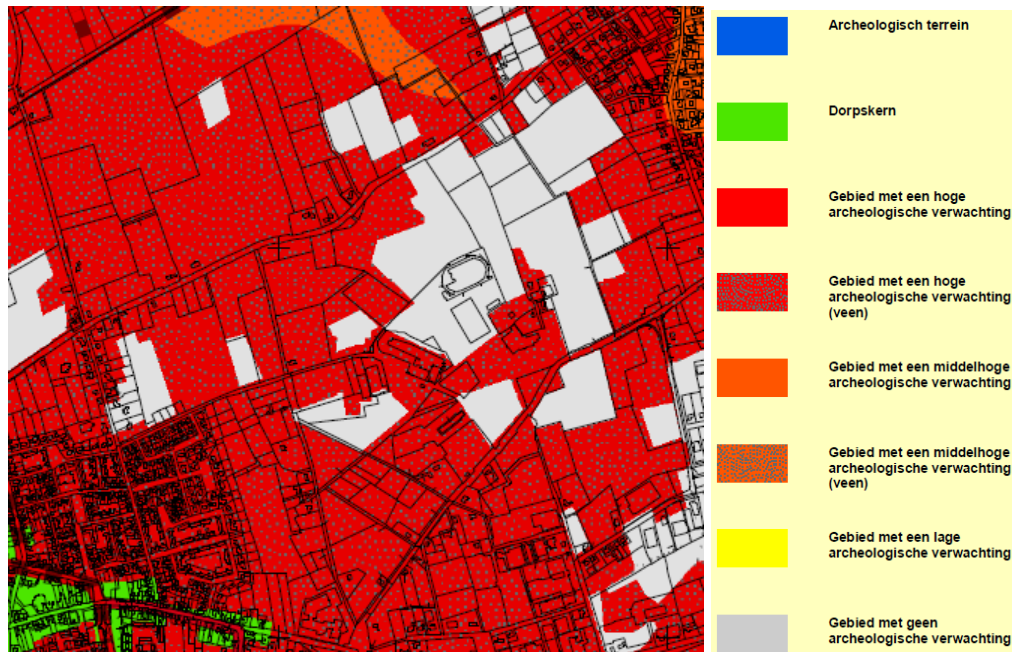 Archeologisch terrein
Dorpskern
Gebied met een hoge
archeologische verwachting
Gebied met een hoge
archeologische verwachting
(veen)
Gebied met een middelhoge
archeologische verwachting
Gebied met een middelhoge
archeologische verwachting
(veen)
Gebied met een lage
archeologische verwachting
Gebied met geen
archeologische verwachting